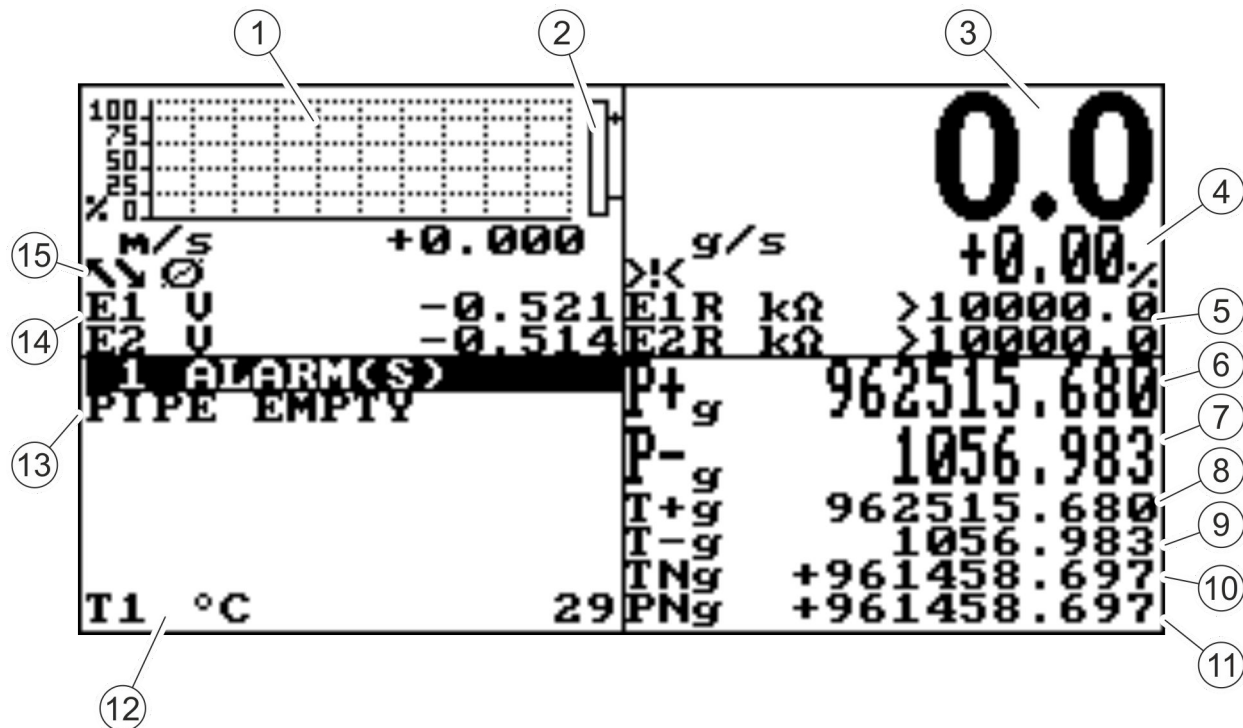 1
2
3
100
75
50
25
% 0
+
-
m/s +0.000
E1 V -0.521
E2 V -0.514
0.0
g/s +0.00%
>!<
E1R kΩ >10000.0
E2R kΩ >10000.0
1 ALARM(S)
PIPE EMPTY
T1 °C 29
P+g 962515.680
P-g 1056.983
T+g 962515.680
T-g 1056.983
TNg +961458.697
PNg +961458.697
4
5
6
7
8
9
10
11
12
13
14
15